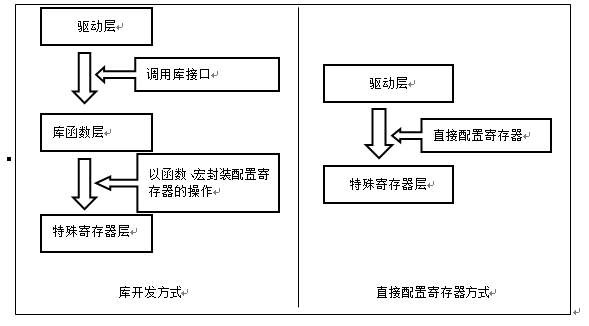 驱动层
调用库接口
库函数层
以函数、宏封装配置寄
存器的操作
特殊寄存器层
库开发方式
驱动层
直接配置寄存器
特殊寄存器层
直接配置寄存器方式